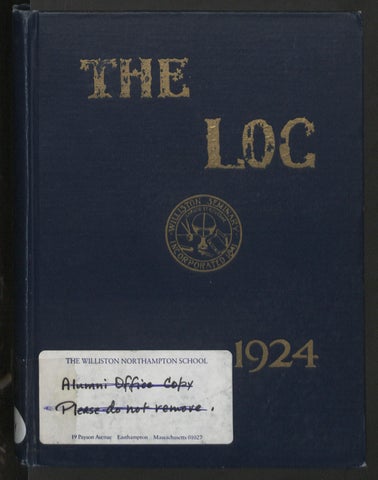 THE
LOG
WILLISTON SEMINARY
INCORPORATED 1841
1924
THE WILLISTON NORTHAMPTON SCHOOL
Alumni Office Copy
Please do not remove.
19 Payson Avenue Easthampton Massachusetts 01027